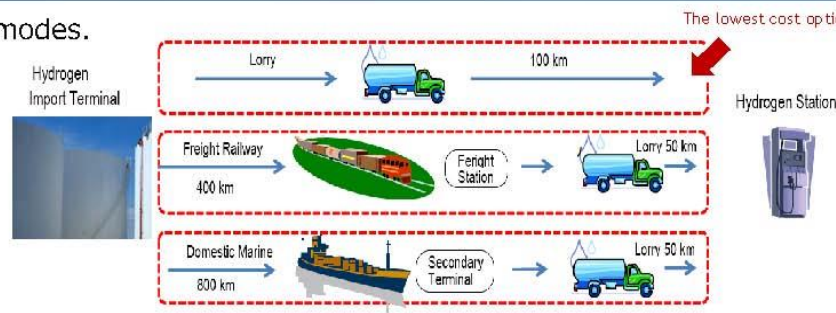 modes.
The lowest cost opti
Lorry
100 km
Hydrogen
Import Terminal
Hydrogen Station
Freight Railway
400 km
Feright
Station
Lorry 50 km
Domestic Marine
800 km
Secondary
Terminal
Lorry 50 km